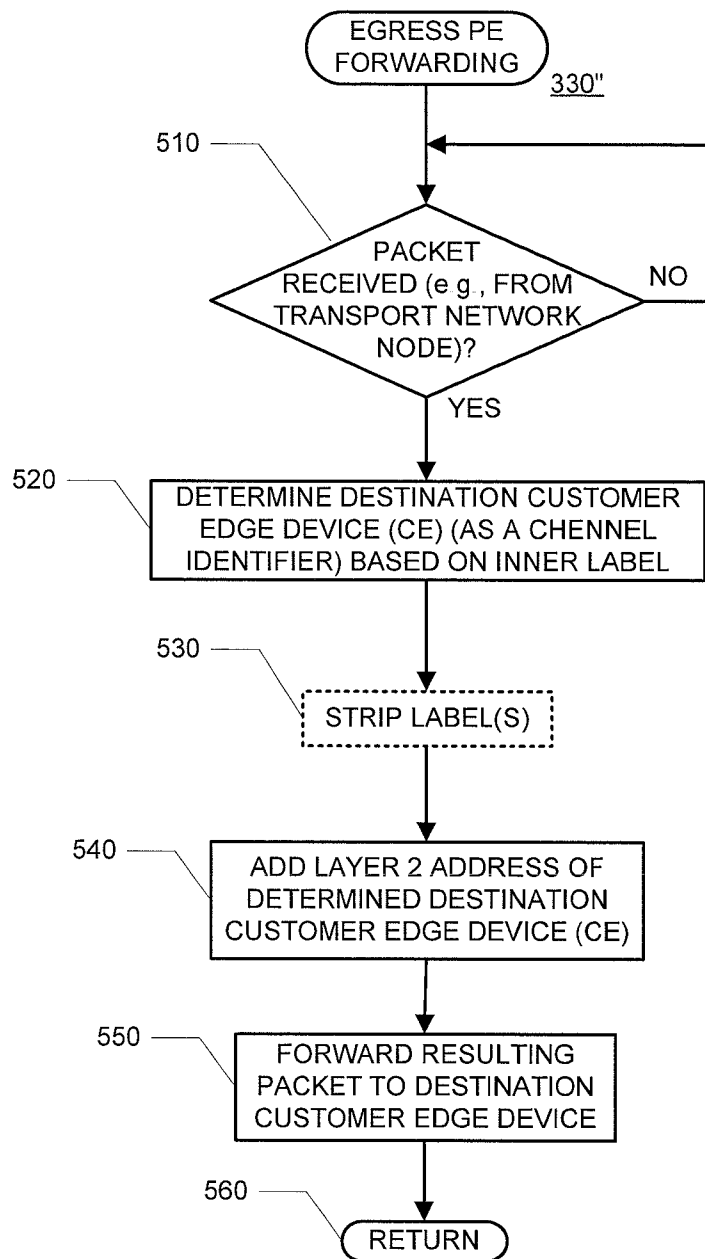 EGRESS PE
FORWARDING
330"
510
PACKET
RECEIVED (e.g., FROM
TRANSPORT NETWORK
NODE)?
NO
YES
520
DETERMINE DESTINATION CUSTOMER
EDGE DEVICE (CE) (AS A CHENNEL
IDENTIFIER) BASED ON INNER LABEL
530
STRIP LABEL(S)
540
ADD LAYER 2 ADDRESS OF
DETERMINED DESTINATION
CUSTOMER EDGE DEVICE (CE)
550
FORWARD RESULTING
PACKET TO DESTINATION
CUSTOMER EDGE DEVICE
560
RETURN